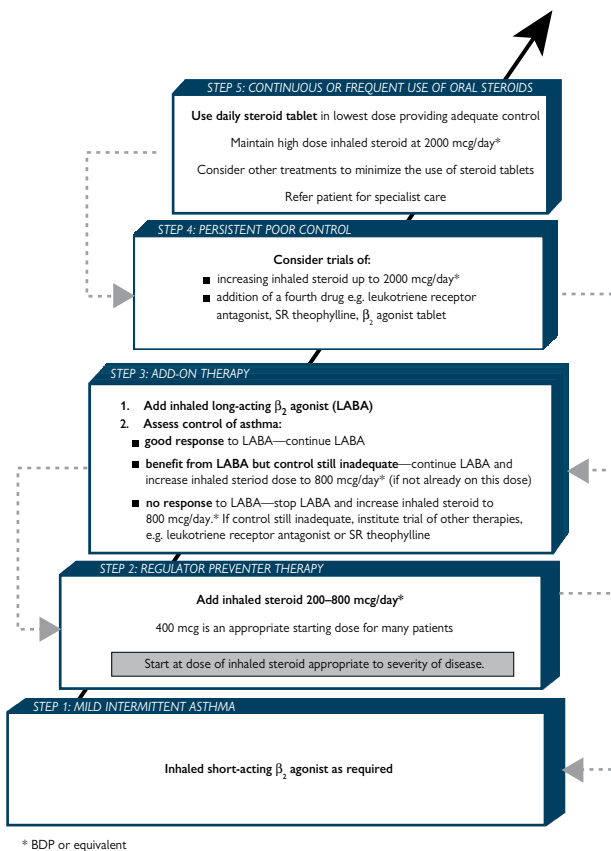 STEP 5: CONTINUOUS OR FREQUENT USE OF ORAL STEROIDS
Use daily steroid tablet in lowest dose providing adequate control
Maintain high dose inhaled steroid at 2000 mcg/day*
Consider other treatments to minimize the use of steroid tablets
Refer patient for specialist care
STEP 4: PERSISTENT POOR CONTROL
Consider trials of:
■ increasing inhaled steroid up to 2000 mcg/day*
■ addition of a fourth drug e.g. leukotriene receptor
antagonist, SR theophylline, β₂ agonist tablet
STEP 3: ADD-ON THERAPY
1. Add inhaled long-acting β₂ agonist (LABA)
2. Assess control of asthma:
■ good response to LABA—continue LABA
■ benefit from LABA but control still inadequate—continue LABA and
increase inhaled steriod dose to 800 mcg/day* (if not already on this dose)
■ no response to LABA—stop LABA and increase inhaled steroid to
800 mcg/day.* If control still inadequate, institute trial of other therapies,
e.g. leukotriene receptor antagonist or SR theophylline
STEP 2: REGULATOR PREVENTER THERAPY
Add inhaled steroid 200–800 mcg/day*
400 mcg is an appropriate starting dose for many patients
Start at dose of inhaled steroid appropriate to severity of disease.
STEP 1: MILD INTERMITTENT ASTHMA
Inhaled short-acting β₂ agonist as required
* BDP or equivalent